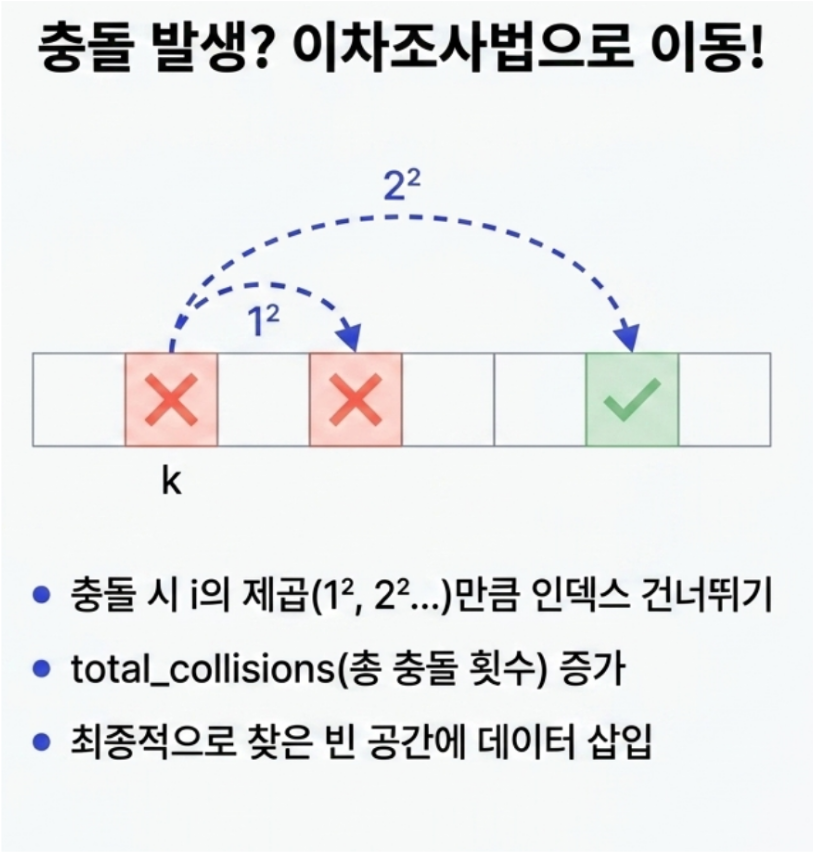 충돌 발생? 이차조사법으로 이동!
2²
1²
k
충돌 시 i의 제곱(1², 2²...)만큼 인덱스 건너뛰기
total_collisions(총 충돌 횟수) 증가
최종적으로 찾은 빈 공간에 데이터 삽입